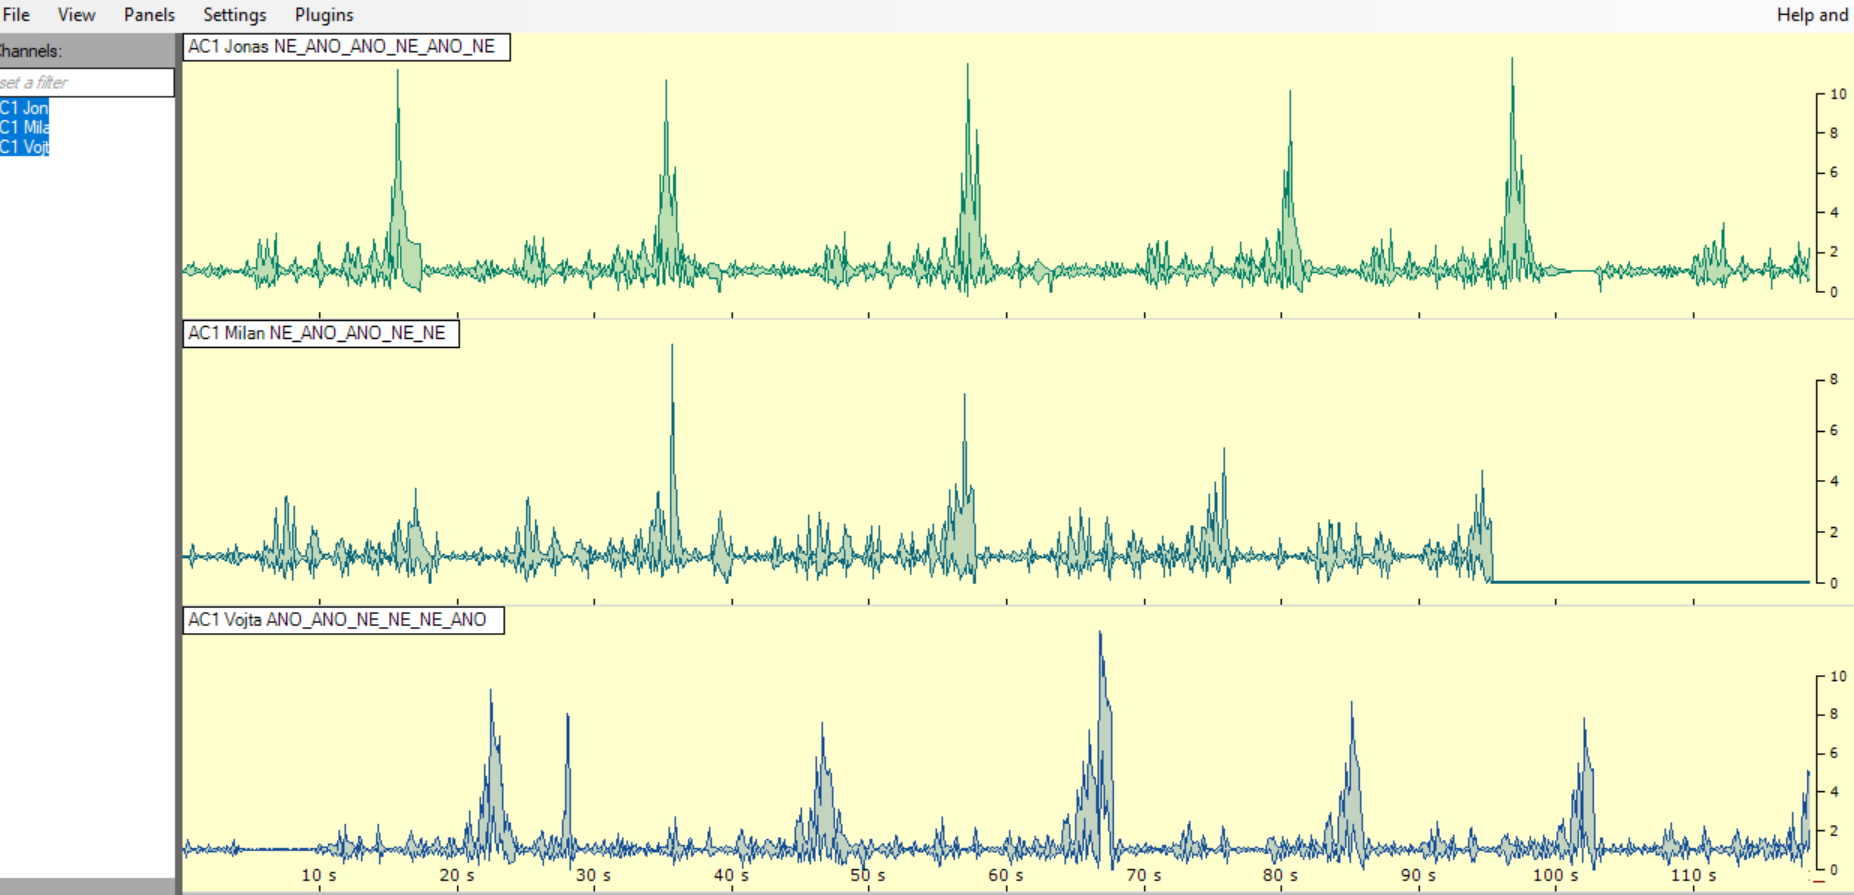 File View Panels Settings Plugins Help and
Channels:
set a filter
C1 Jon
C1 Mila
C1 Vojt
AC1 Jonas NE_ANO_ANO_NE_ANO_NE
10
8
6
4
2
0
AC1 Milan NE_ANO_ANO_NE_NE
8
6
4
2
0
AC1 Vojta ANO_ANO_NE_NE_NE_ANO
10
8
6
4
2
0
10 s 20 s 30 s 40 s 50 s 60 s 70 s 80 s 90 s 100 s 110 s